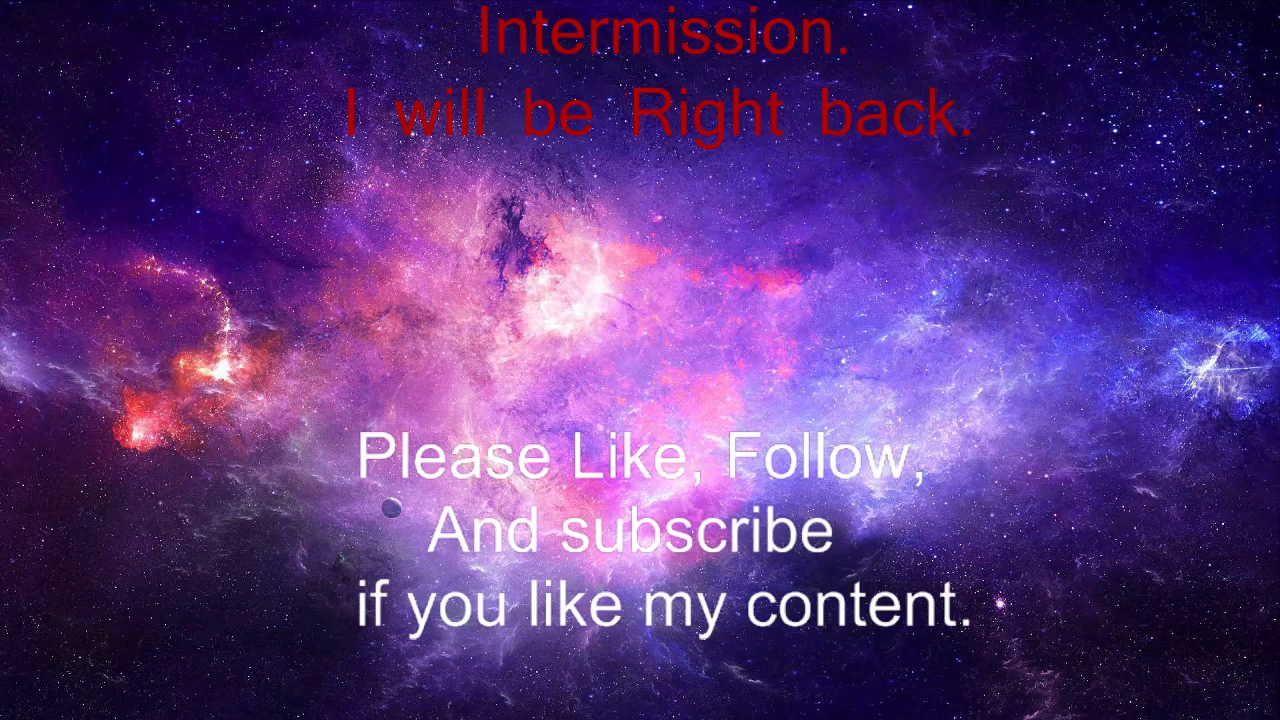 Intermission.
I will be Right back.
Please Like, Follow,
And subscribe
if you like my content.